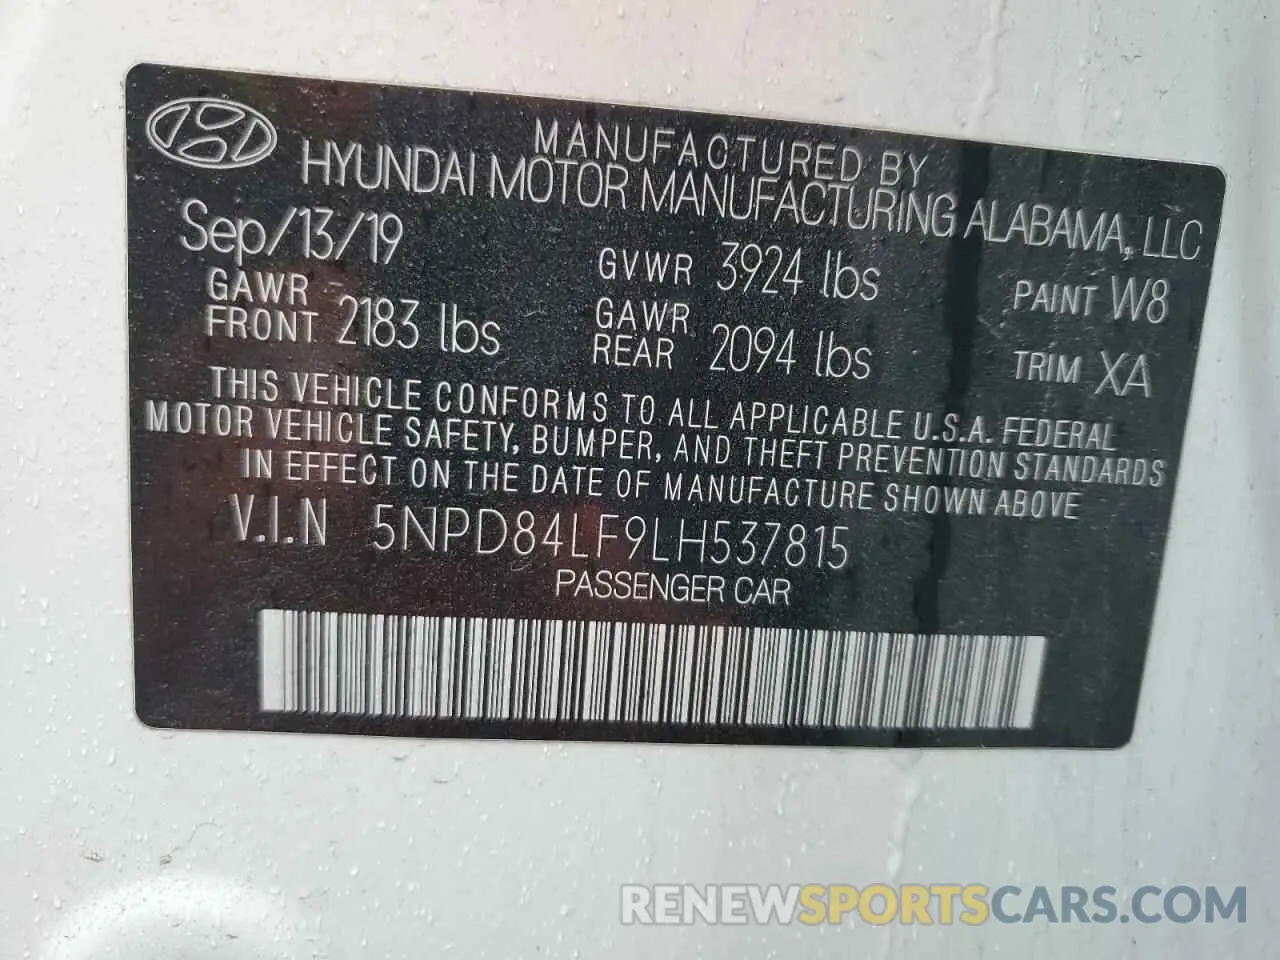 MANUFACTURED BY
HYUNDAI MOTOR MANUFACTURING ALABAMA, LLC
Sep/13/19
GVWR 3924 lbs
PAINT W8
GAWR FRONT 2183 lbs
GAWR REAR 2094 lbs
TRIM XA
THIS VEHICLE CONFORMS TO ALL APPLICABLE U.S.A. FEDERAL
MOTOR VEHICLE SAFETY, BUMPER, AND THEFT PREVENTION STANDARDS
IN EFFECT ON THE DATE OF MANUFACTURE SHOWN ABOVE
V.I.N 5NPD84LF9LH537815
PASSENGER CAR
RENEWSPORTSCARS.COM